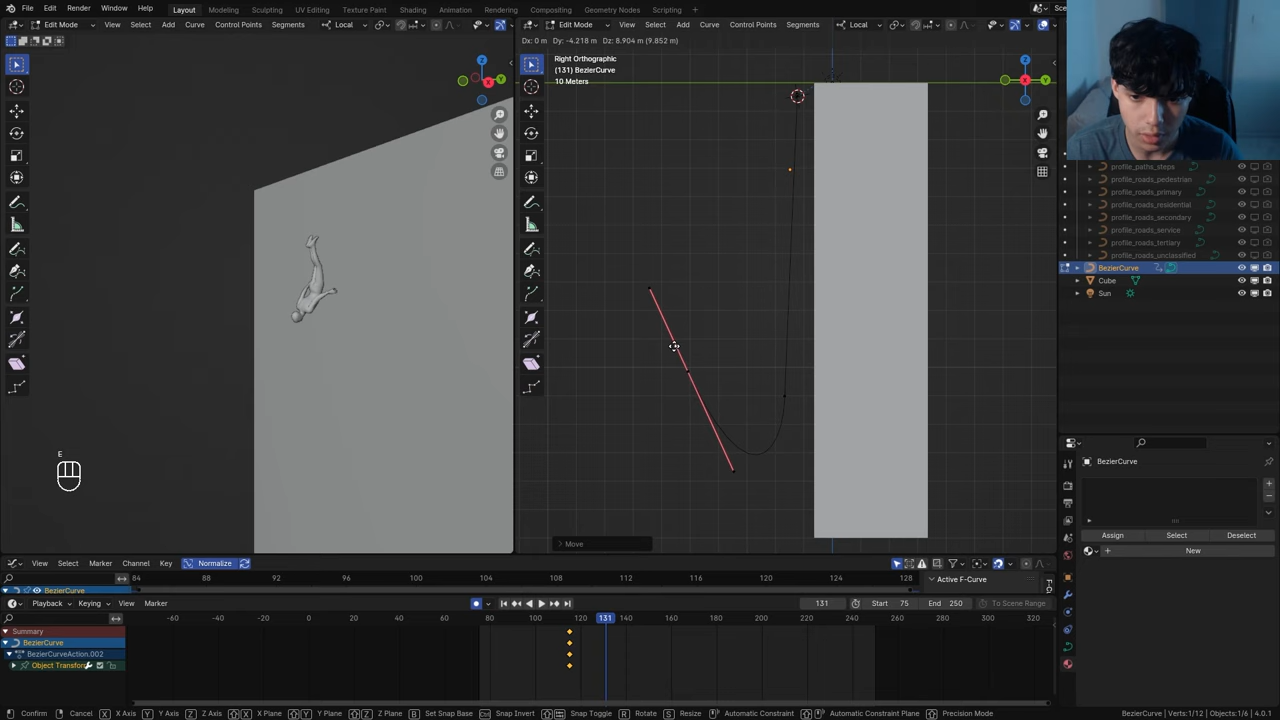 File Edit Render Window Help Layout Modeling Sculpting UV Editing Texture Paint Shading Animation Rendering Compositing Geometry Nodes Scripting + Sce
Edit Mode View Select Add Curve Control Points Segments Local
Edit Mode View Select Add Curve Control Points Segments Local
Dx: 0 m Dy: -4.218 m Dz: 8.904 m (9.852 m)
Right Orthographic
(131) BezierCurve
10 Meters
Z
Y
X
Z
Y
X
profile_paths_steps
profile_roads_pedestrian
profile_roads_primary
profile_roads_residential
profile_roads_secondary
profile_roads_service
profile_roads_tertiary
profile_roads_unclassified
BezierCurve
Cube
Sun
E
> Move
BezierCurve
Assign Select Deselect
New
View Select Marker Channel Key Normalize
BezierCurve 84 88 92 96 100 104 108 112 116 120 124 128 Active F-Curve
Playback Keying View Marker 131 Start 75 End 250 To Scene Range
-60 -40 -20 0 20 40 60 80 100 120 131 140 160 180 200 220 240 260 280 300 320
Summary
BezierCurve
BezierCurveAction.002
Object Transforms
Confirm Cancel X X Axis Y Y Axis Z Z Axis X X Plane Y Y Plane Z Z Plane B Set Snap Base Snap Invert Snap Toggle G Move R Rotate S Resize Automatic Constraint Automatic Constraint Plane Precision Mode BezierCurve | Verts:1/12 | Objects:1/6 | 4.0.1